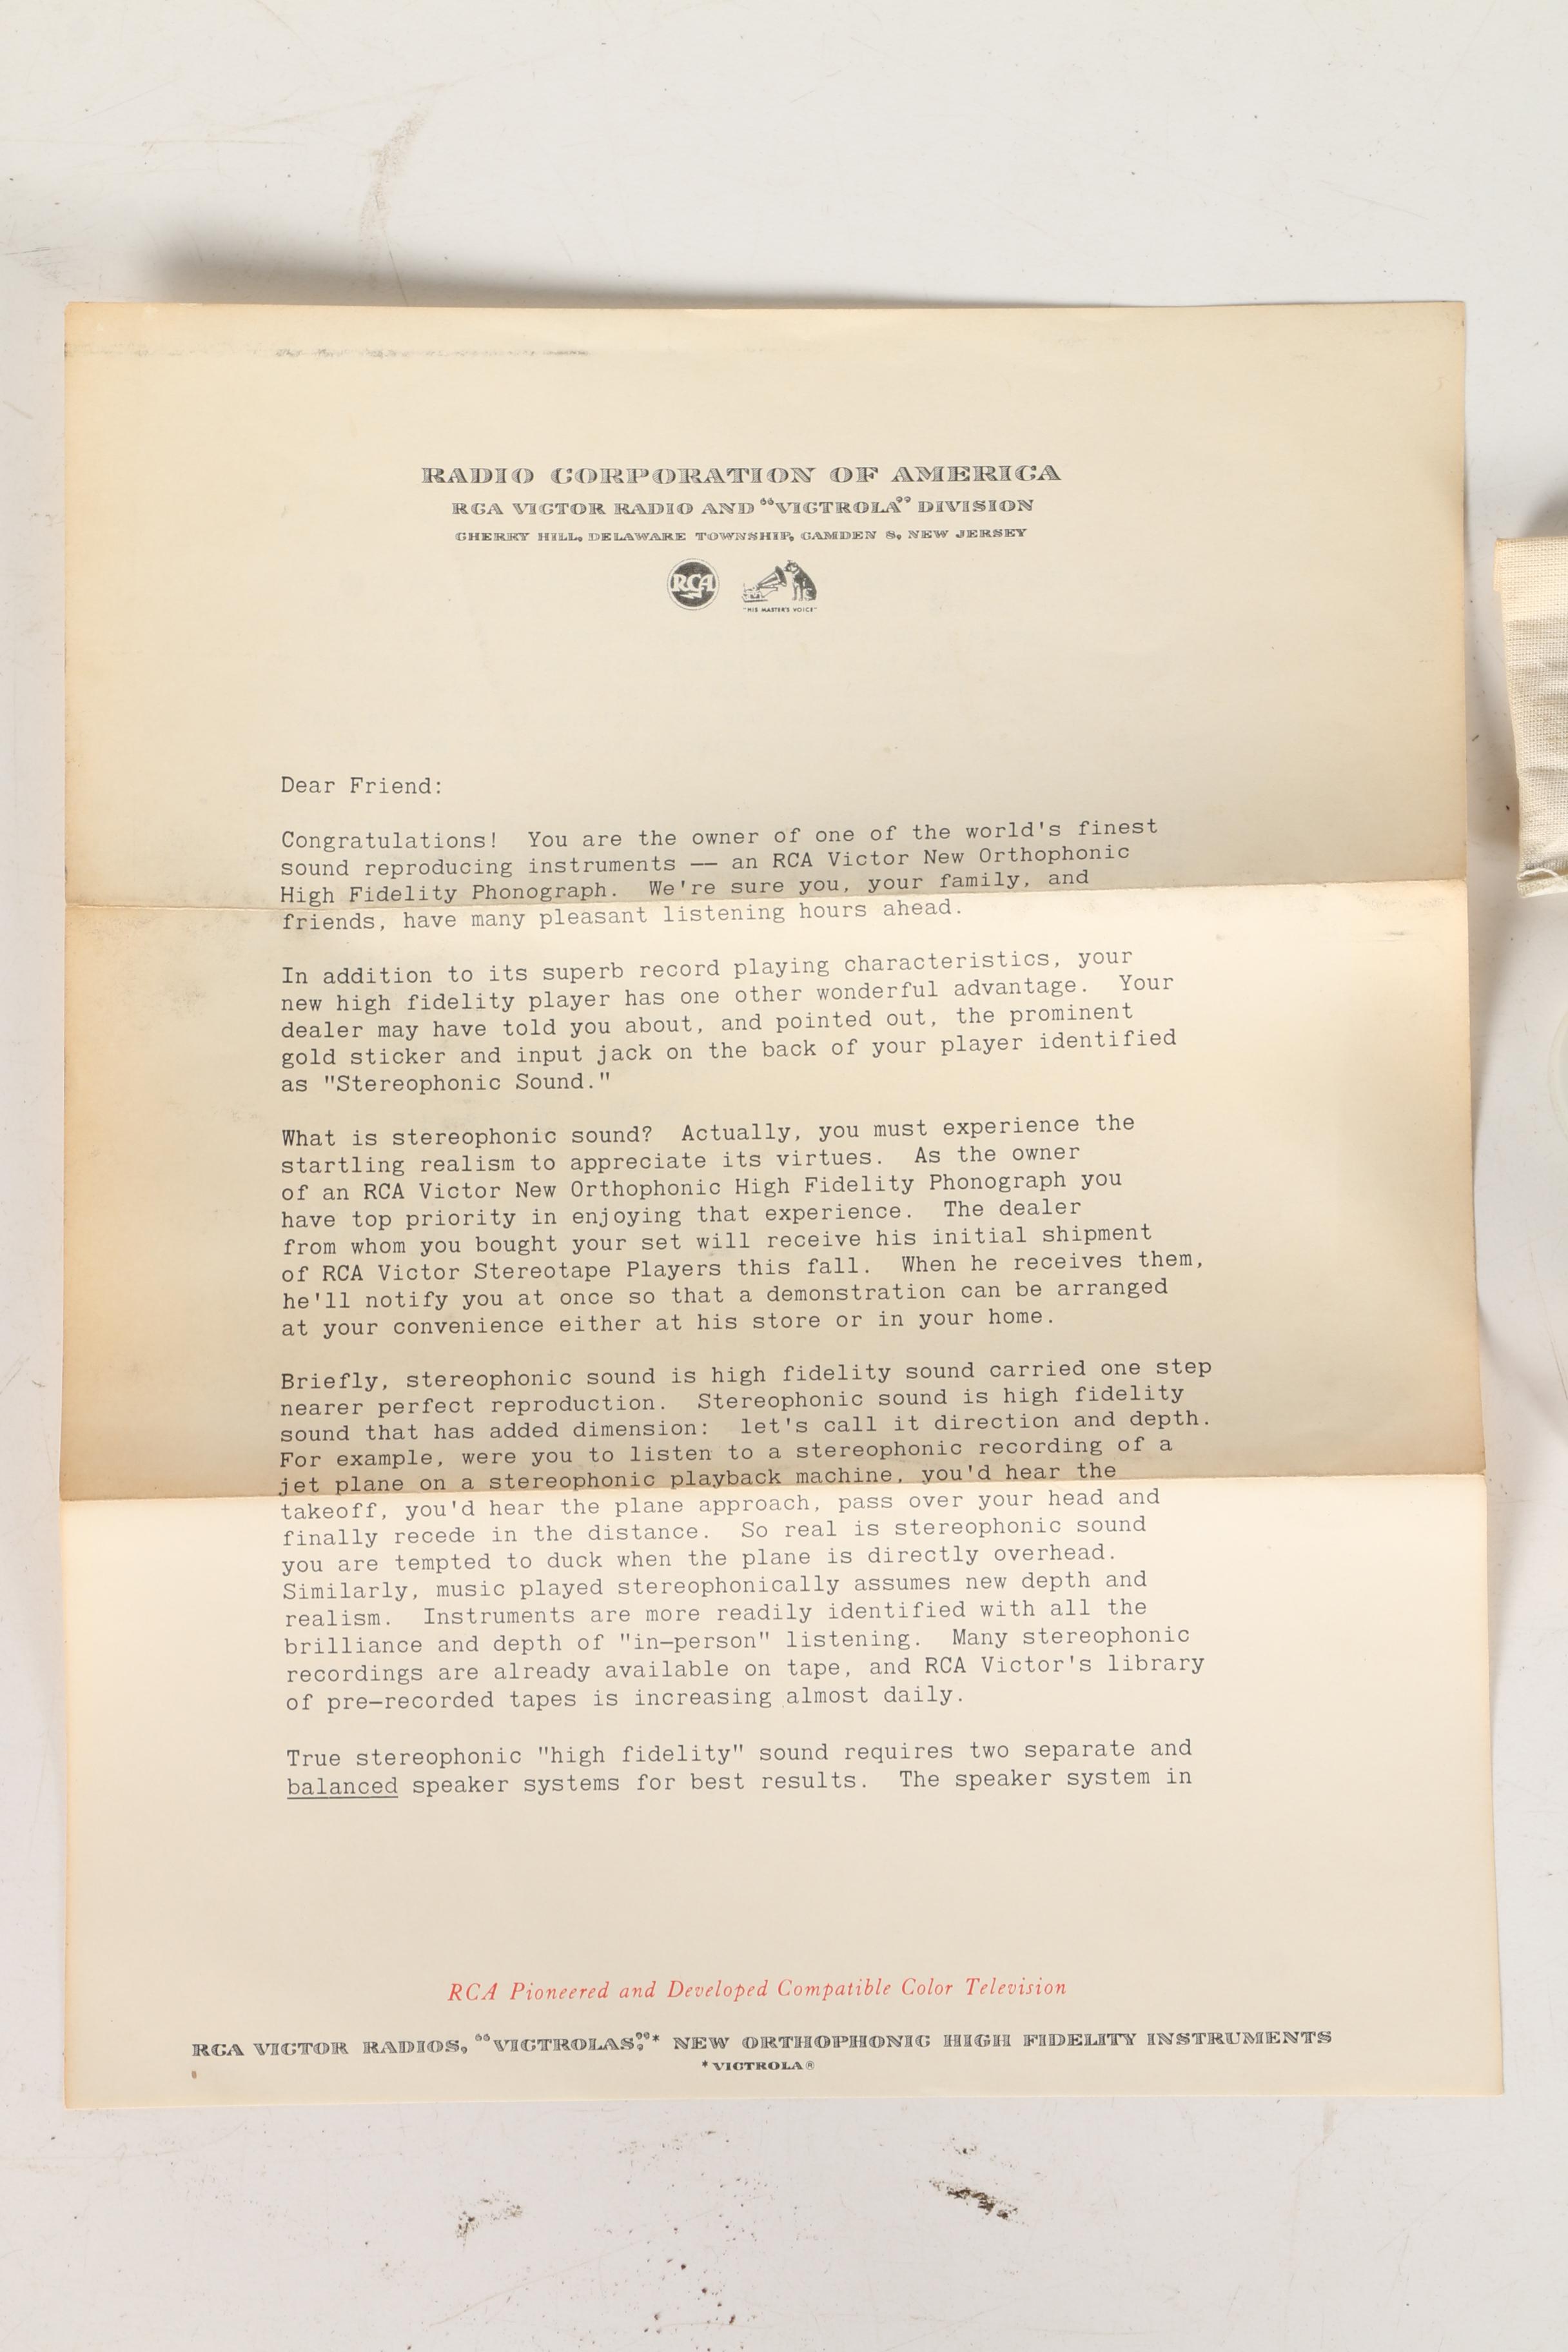 RADIO CORPORATION OF AMERICA
RCA VICTOR RADIO AND "VICTROLA" DIVISION
CHERRY HILL, DELAWARE TOWNSHIP, CAMDEN 8, NEW JERSEY
RCA
"HIS MASTER'S VOICE"
Dear Friend:
Congratulations!  You are the owner of one of the world's finest
sound reproducing instruments -- an RCA Victor New Orthophonic
High Fidelity Phonograph.  We're sure you, your family, and
friends, have many pleasant listening hours ahead.
In addition to its superb record playing characteristics, your
new high fidelity player has one other wonderful advantage.  Your
dealer may have told you about, and pointed out, the prominent
gold sticker and input jack on the back of your player identified
as "Stereophonic Sound."
What is stereophonic sound?  Actually, you must experience the
startling realism to appreciate its virtues.  As the owner
of an RCA Victor New Orthophonic High Fidelity Phonograph you
have top priority in enjoying that experience.  The dealer
from whom you bought your set will receive his initial shipment
of RCA Victor Stereotape Players this fall.  When he receives them,
he'll notify you at once so that a demonstration can be arranged
at your convenience either at his store or in your home.
Briefly, stereophonic sound is high fidelity sound carried one step
nearer perfect reproduction.  Stereophonic sound is high fidelity
sound that has added dimension:  let's call it direction and depth.
For example, were you to listen to a stereophonic recording of a
jet plane on a stereophonic playback machine, you'd hear the
takeoff, you'd hear the plane approach, pass over your head and
finally recede in the distance.  So real is stereophonic sound
you are tempted to duck when the plane is directly overhead.
Similarly, music played stereophonically assumes new depth and
realism.  Instruments are more readily identified with all the
brilliance and depth of "in-person" listening.  Many stereophonic
recordings are already available on tape, and RCA Victor's library
of pre-recorded tapes is increasing almost daily.
True stereophonic "high fidelity" sound requires two separate and
balanced speaker systems for best results.  The speaker system in
RCA Pioneered and Developed Compatible Color Television
RCA VICTOR RADIOS, "VICTROLAS,"* NEW ORTHOPHONIC HIGH FIDELITY INSTRUMENTS
*VICTROLA®